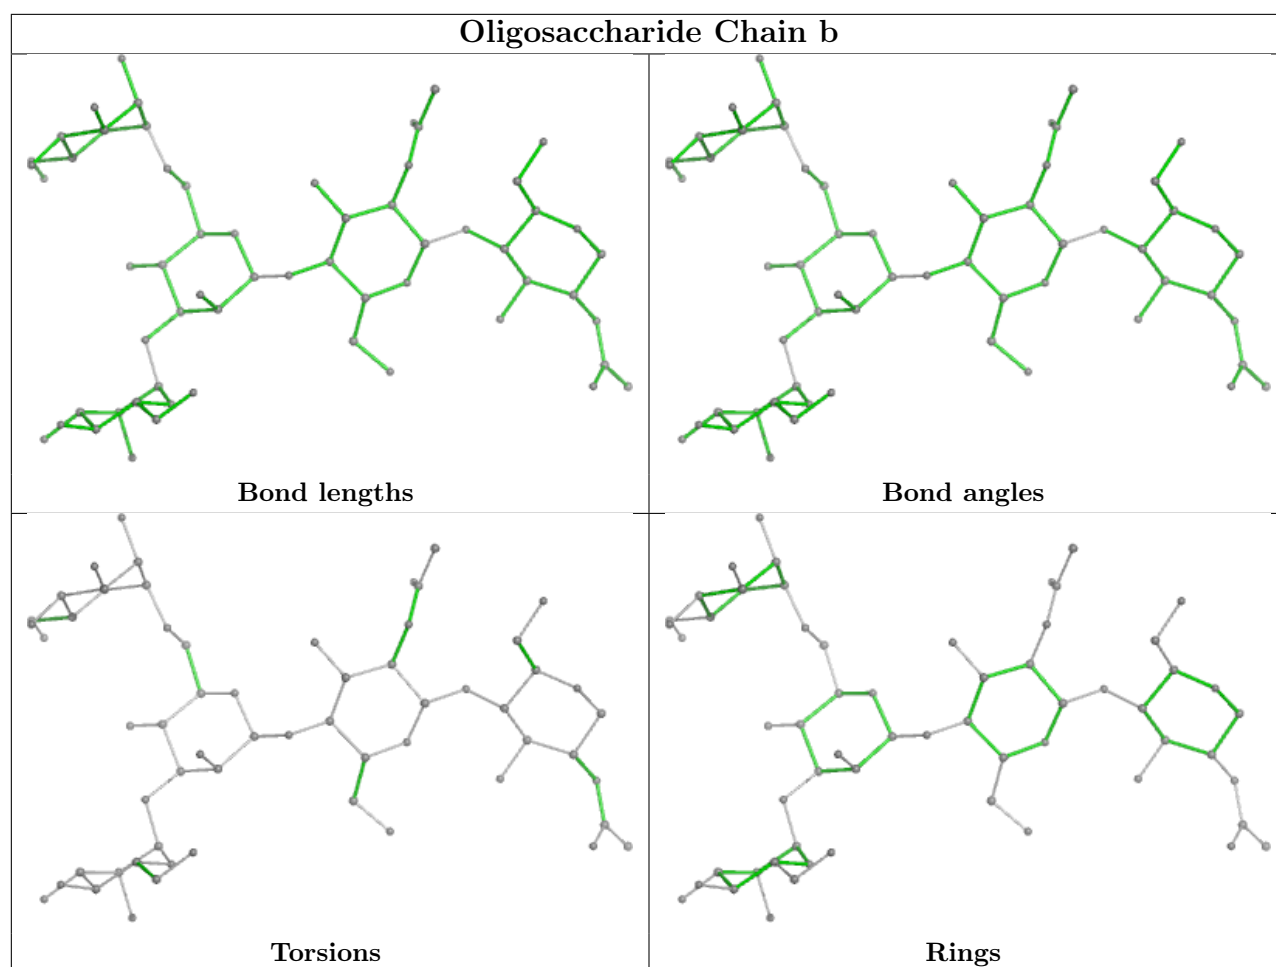 Oligosaccharide Chain b
Bond lengths
Bond angles
Torsions
Rings